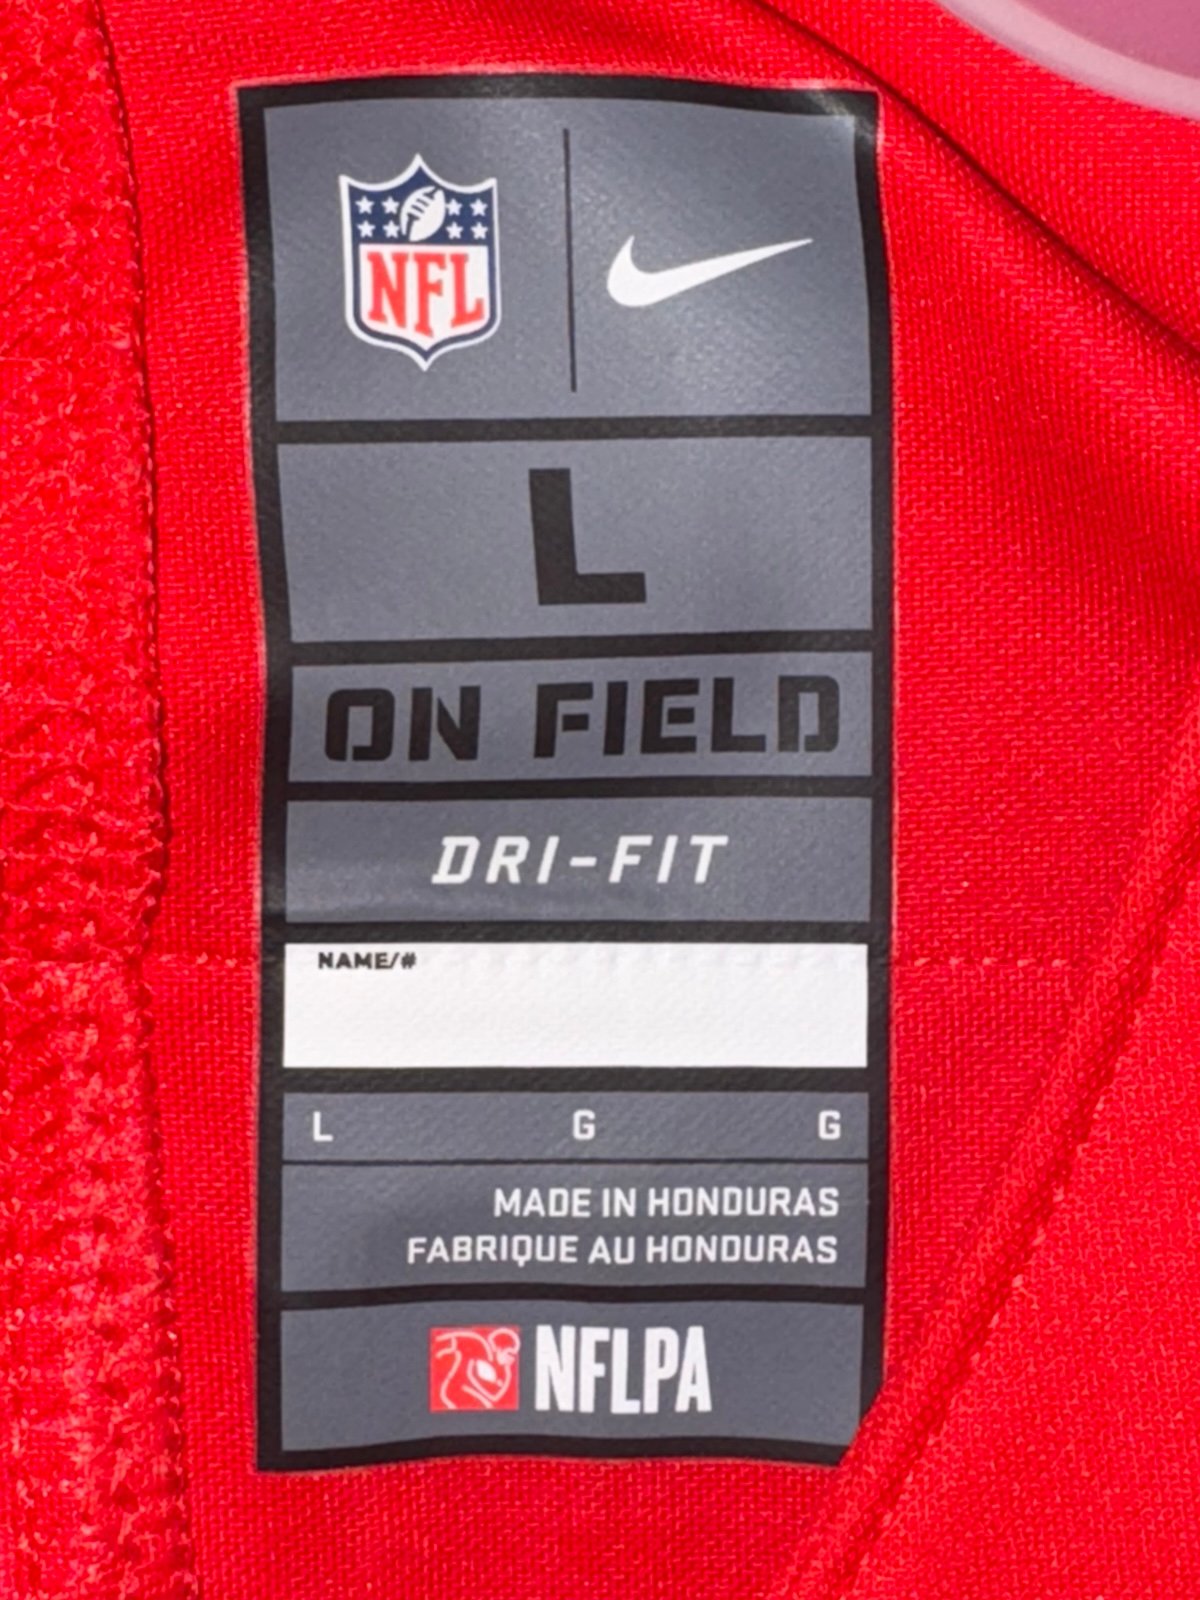 NFL
L
ON FIELD
DRI-FIT
NAME/#
L G G
MADE IN HONDURAS
FABRIQUE AU HONDURAS
NFLPA